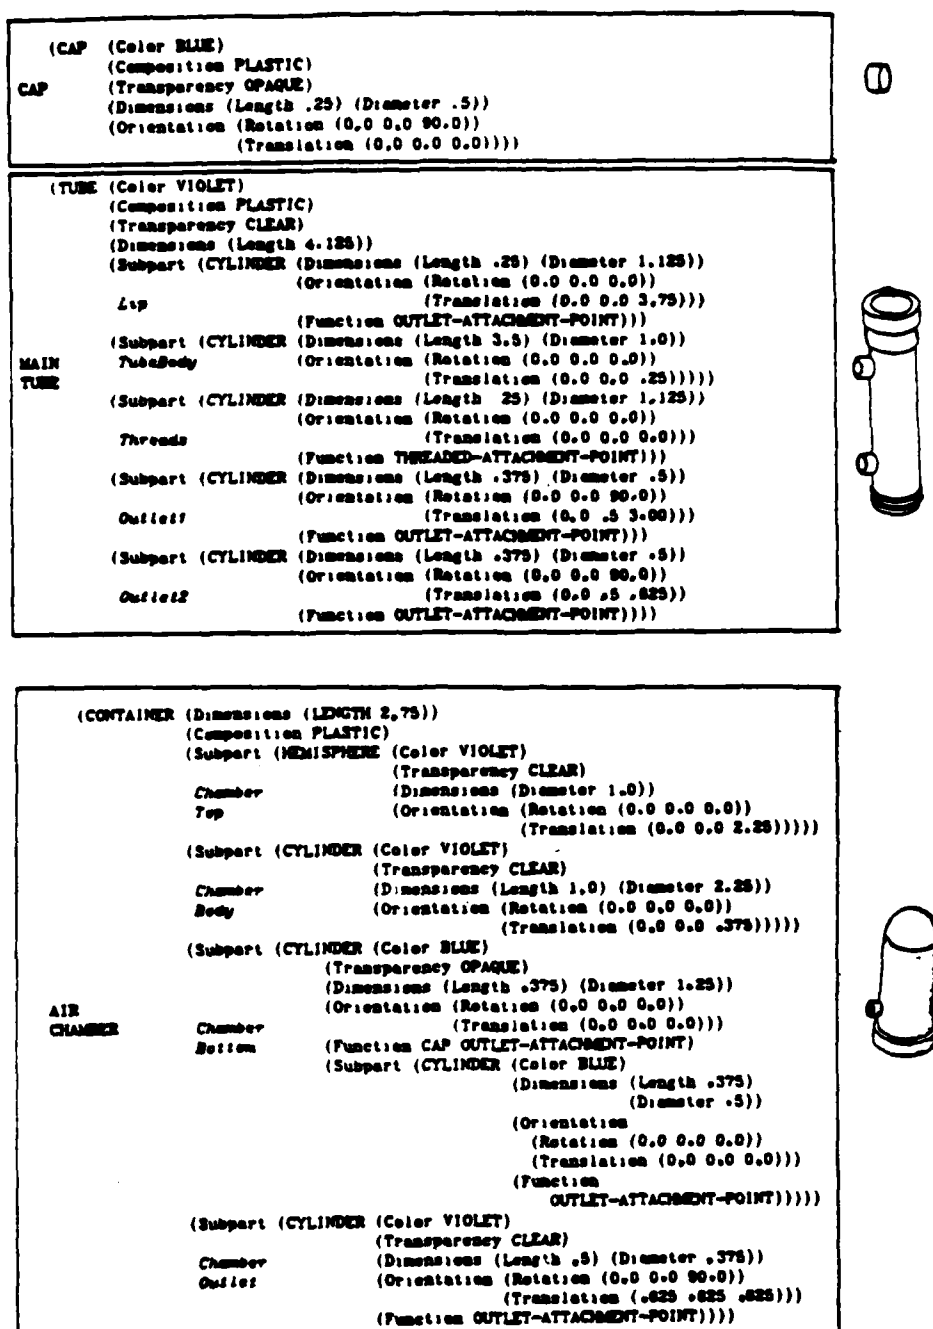 (CAP (Color BLUE)
(Composition PLASTIC)
CAP (Transparency OPAQUE)
(Dimensions (Length .25) (Diameter .5))
(Orientation (Rotation (0.0 0.0 90.0))
(Translation (0.0 0.0 0.0))))
(TUBE (Color VIOLET)
(Composition PLASTIC)
(Transparency CLEAR)
(Dimensions (Length 4.125))
(Subpart (CYLINDER (Dimensions (Length .25) (Diameter 1.125))
(Orientation (Rotation (0.0 0.0 0.0))
Lip (Translation (0.0 0.0 3.75)))
(Function OUTLET-ATTACHMENT-POINT)))
(Subpart (CYLINDER (Dimensions (Length 3.5) (Diameter 1.0))
MAIN TubeBody (Orientation (Rotation (0.0 0.0 0.0))
TUBE (Translation (0.0 0.0 .25)))))
(Subpart (CYLINDER (Dimensions (Length 25) (Diameter 1.125))
(Orientation (Rotation (0.0 0.0 0.0))
Threads (Translation (0.0 0.0 0.0)))
(Function THREADED-ATTACHMENT-POINT)))
(Subpart (CYLINDER (Dimensions (Length .375) (Diameter .5))
(Orientation (Rotation (0.0 0.0 90.0))
Outlet1 (Translation (0.0 .5 3.00)))
(Function OUTLET-ATTACHMENT-POINT)))
(Subpart (CYLINDER (Dimensions (Length .375) (Diameter .5))
(Orientation (Rotation (0.0 0.0 90.0))
Outlet2 (Translation (0.0 .5 .625))
(Function OUTLET-ATTACHMENT-POINT))))
(CONTAINER (Dimensions (LENGTH 2.75))
(Composition PLASTIC)
(Subpart (HEMISPHERE (Color VIOLET)
(Transparency CLEAR)
Chamber (Dimensions (Diameter 1.0))
Top (Orientation (Rotation (0.0 0.0 0.0))
(Translation (0.0 0.0 2.25)))))
(Subpart (CYLINDER (Color VIOLET)
(Transparency CLEAR)
Chamber (Dimensions (Length 1.0) (Diameter 2.25))
Body (Orientation (Rotation (0.0 0.0 0.0))
(Translation (0.0 0.0 .375)))))
(Subpart (CYLINDER (Color BLUE)
(Transparency OPAQUE)
(Dimensions (Length .375) (Diameter 1.25))
AIR (Orientation (Rotation (0.0 0.0 0.0))
CHAMBER Chamber (Translation (0.0 0.0 0.0)))
Bottom (Function CAP OUTLET-ATTACHMENT-POINT)
(Subpart (CYLINDER (Color BLUE)
(Dimensions (Length .375)
(Diameter .5))
(Orientation
(Rotation (0.0 0.0 0.0))
(Translation (0.0 0.0 0.0)))
(Function
OUTLET-ATTACHMENT-POINT)))))
(Subpart (CYLINDER (Color VIOLET)
(Transparency CLEAR)
Chamber (Dimensions (Length .5) (Diameter .375))
Outlet (Orientation (Rotation (0.0 0.0 90.0))
(Translation (.625 .625 .625)))
(Function OUTLET-ATTACHMENT-POINT))))